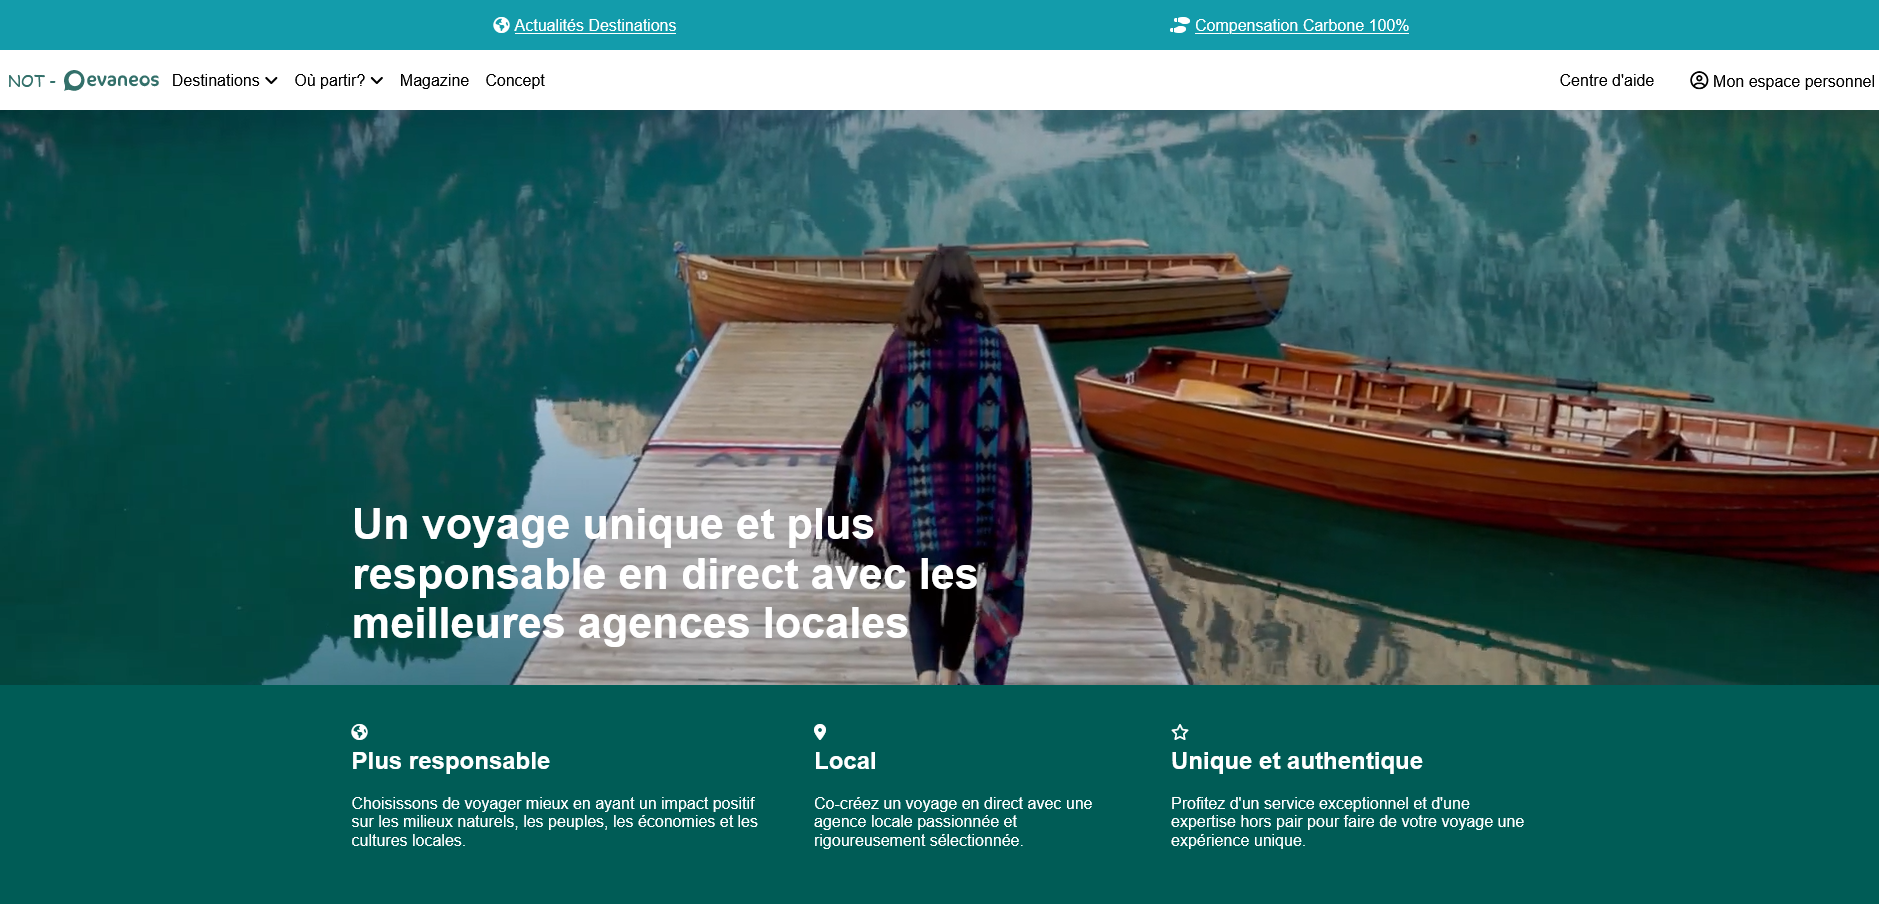 Actualités Destinations
Compensation Carbone 100%
NOT - evaneos
Destinations
Où partir?
Magazine
Concept
Centre d'aide
Mon espace personnel
15
27
Un voyage unique et plus
responsable en direct avec les
meilleures agences locales
Plus responsable
Choisissons de voyager mieux en ayant un impact positif
sur les milieux naturels, les peuples, les économies et les
cultures locales.
Local
Co-créez un voyage en direct avec une
agence locale passionnée et
rigoureusement sélectionnée.
Unique et authentique
Profitez d'un service exceptionnel et d'une
expertise hors pair pour faire de votre voyage une
expérience unique.